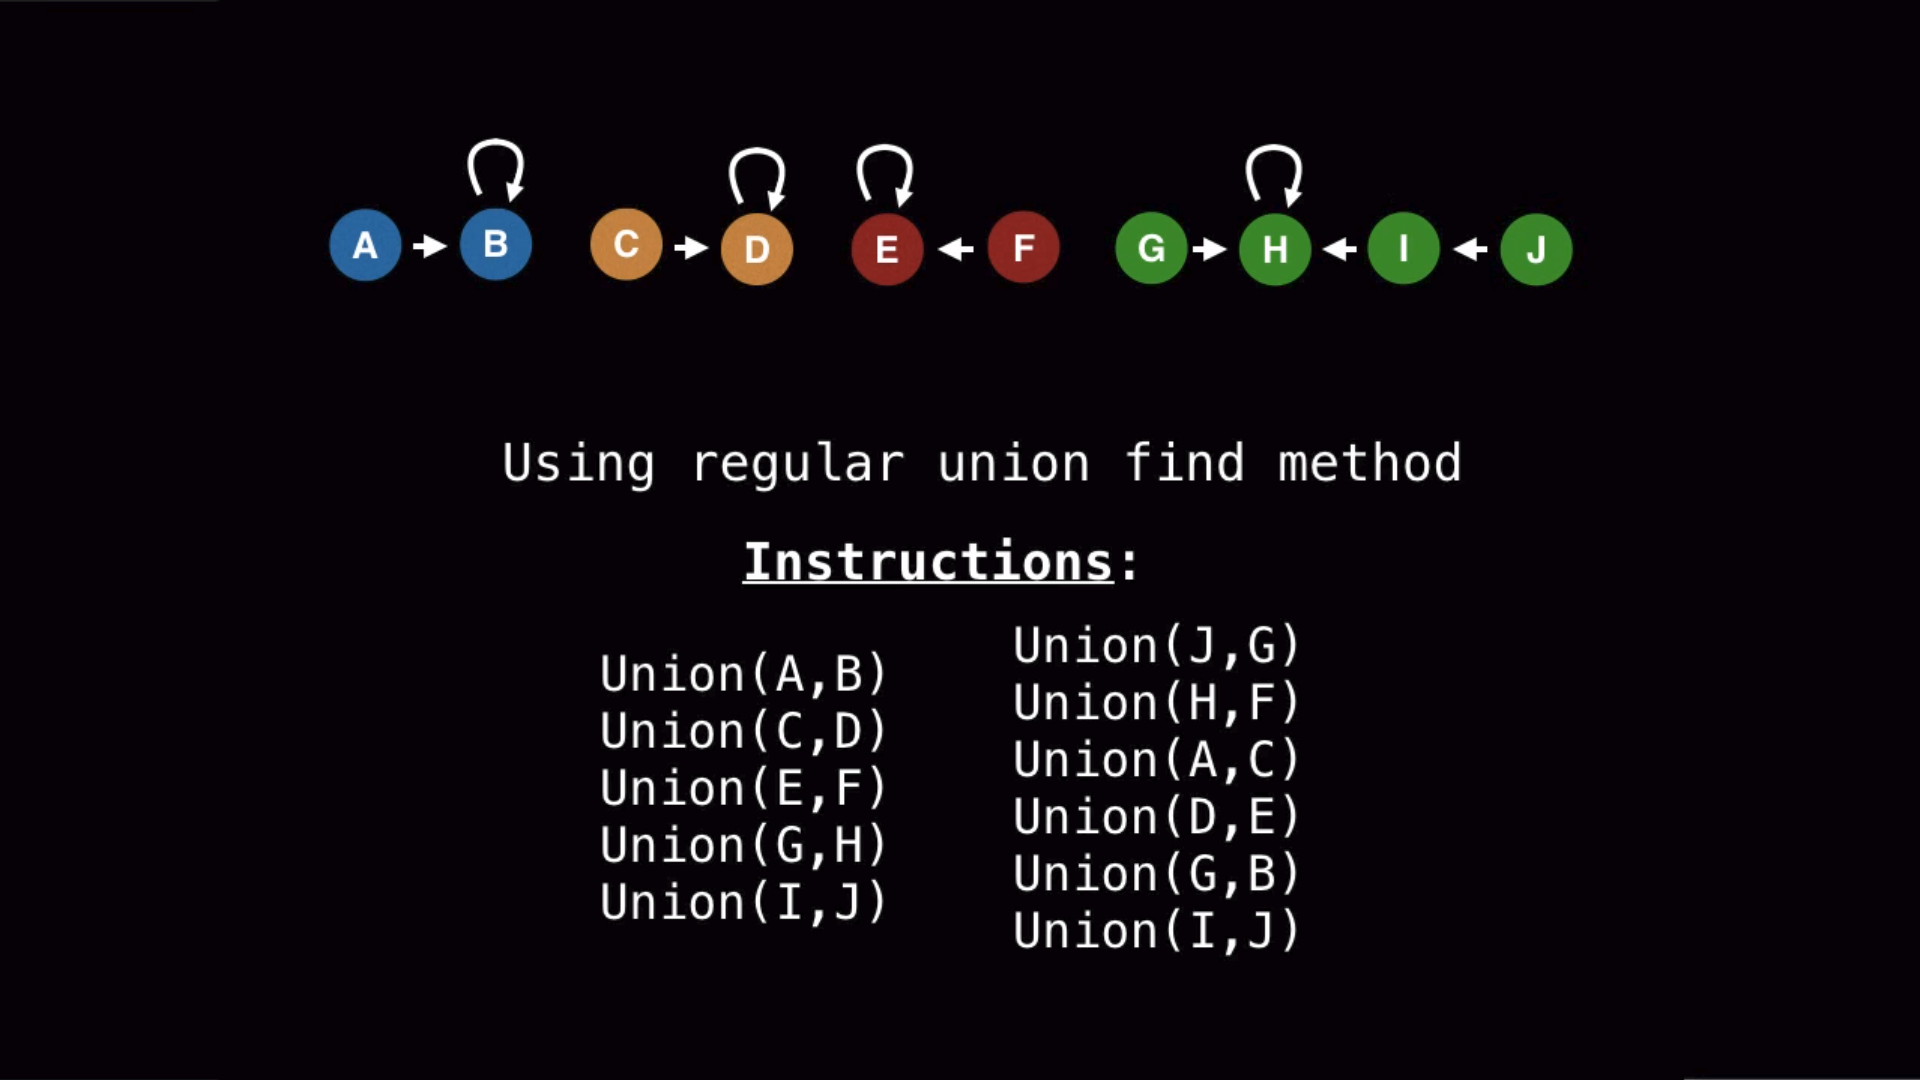 A B C D E F G H I J
Using regular union find method
Instructions:
Union(A,B)
Union(C,D)
Union(E,F)
Union(G,H)
Union(I,J)
Union(J,G)
Union(H,F)
Union(A,C)
Union(D,E)
Union(G,B)
Union(I,J)